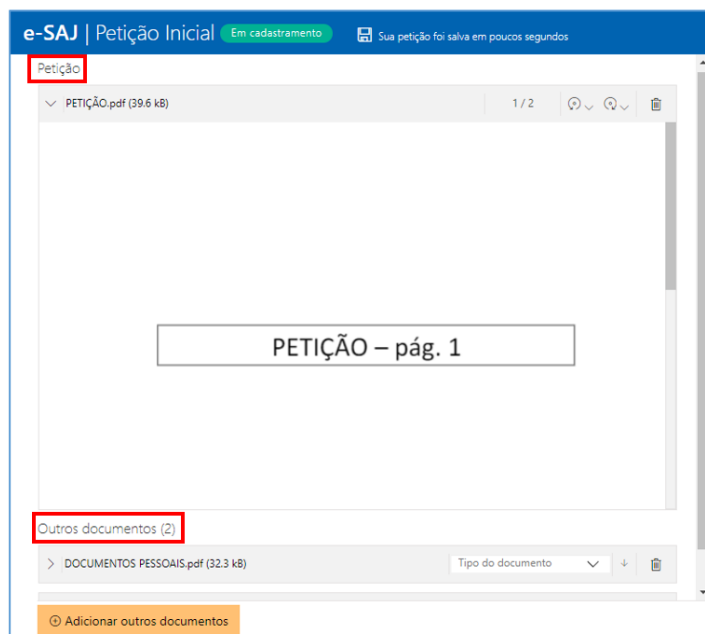 e-SAJ | Petição Inicial Em cadastramento Sua petição foi salva em poucos segundos
Petição
PETIÇÃO.pdf (39.6 kB) 1 / 2
PETIÇÃO – pág. 1
Outros documentos (2)
DOCUMENTOS PESSOAIS.pdf (32.3 kB) Tipo do documento
Adicionar outros documentos